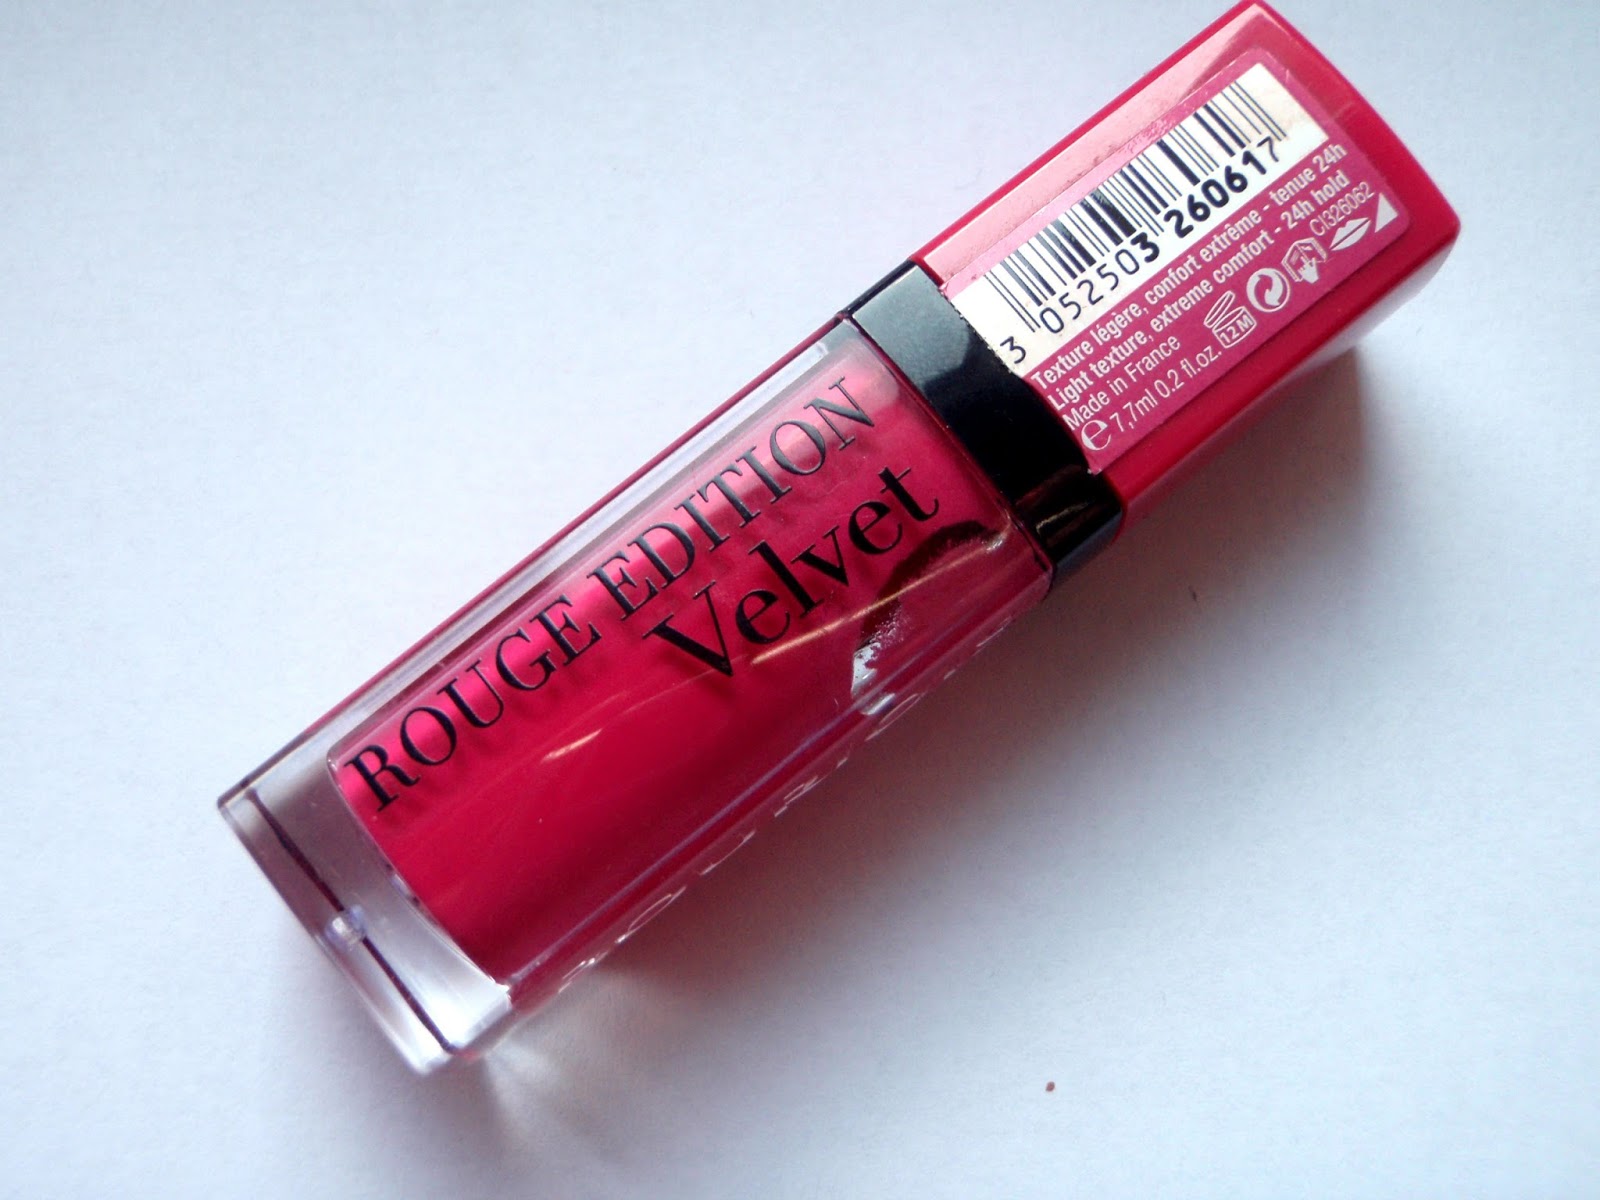 ROUGE EDITION
Velvet
3 052503 260617
Texture légère, confort extrême - tenue 24h
Light texture, extreme comfort - 24h hold
Made in France
CI326062
e 7,7ml 0.2 fl.oz.
12M